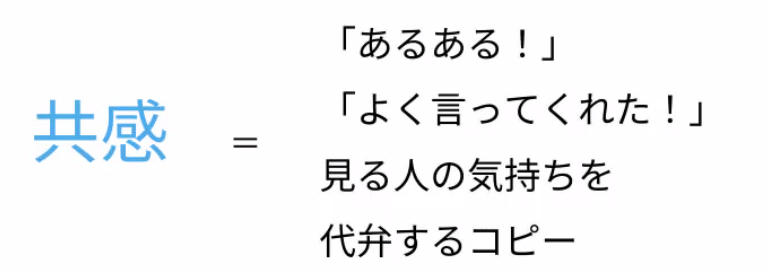 共感
=
「あるある！」
「よく言ってくれた！」
見る人の気持ちを
代弁するコピー